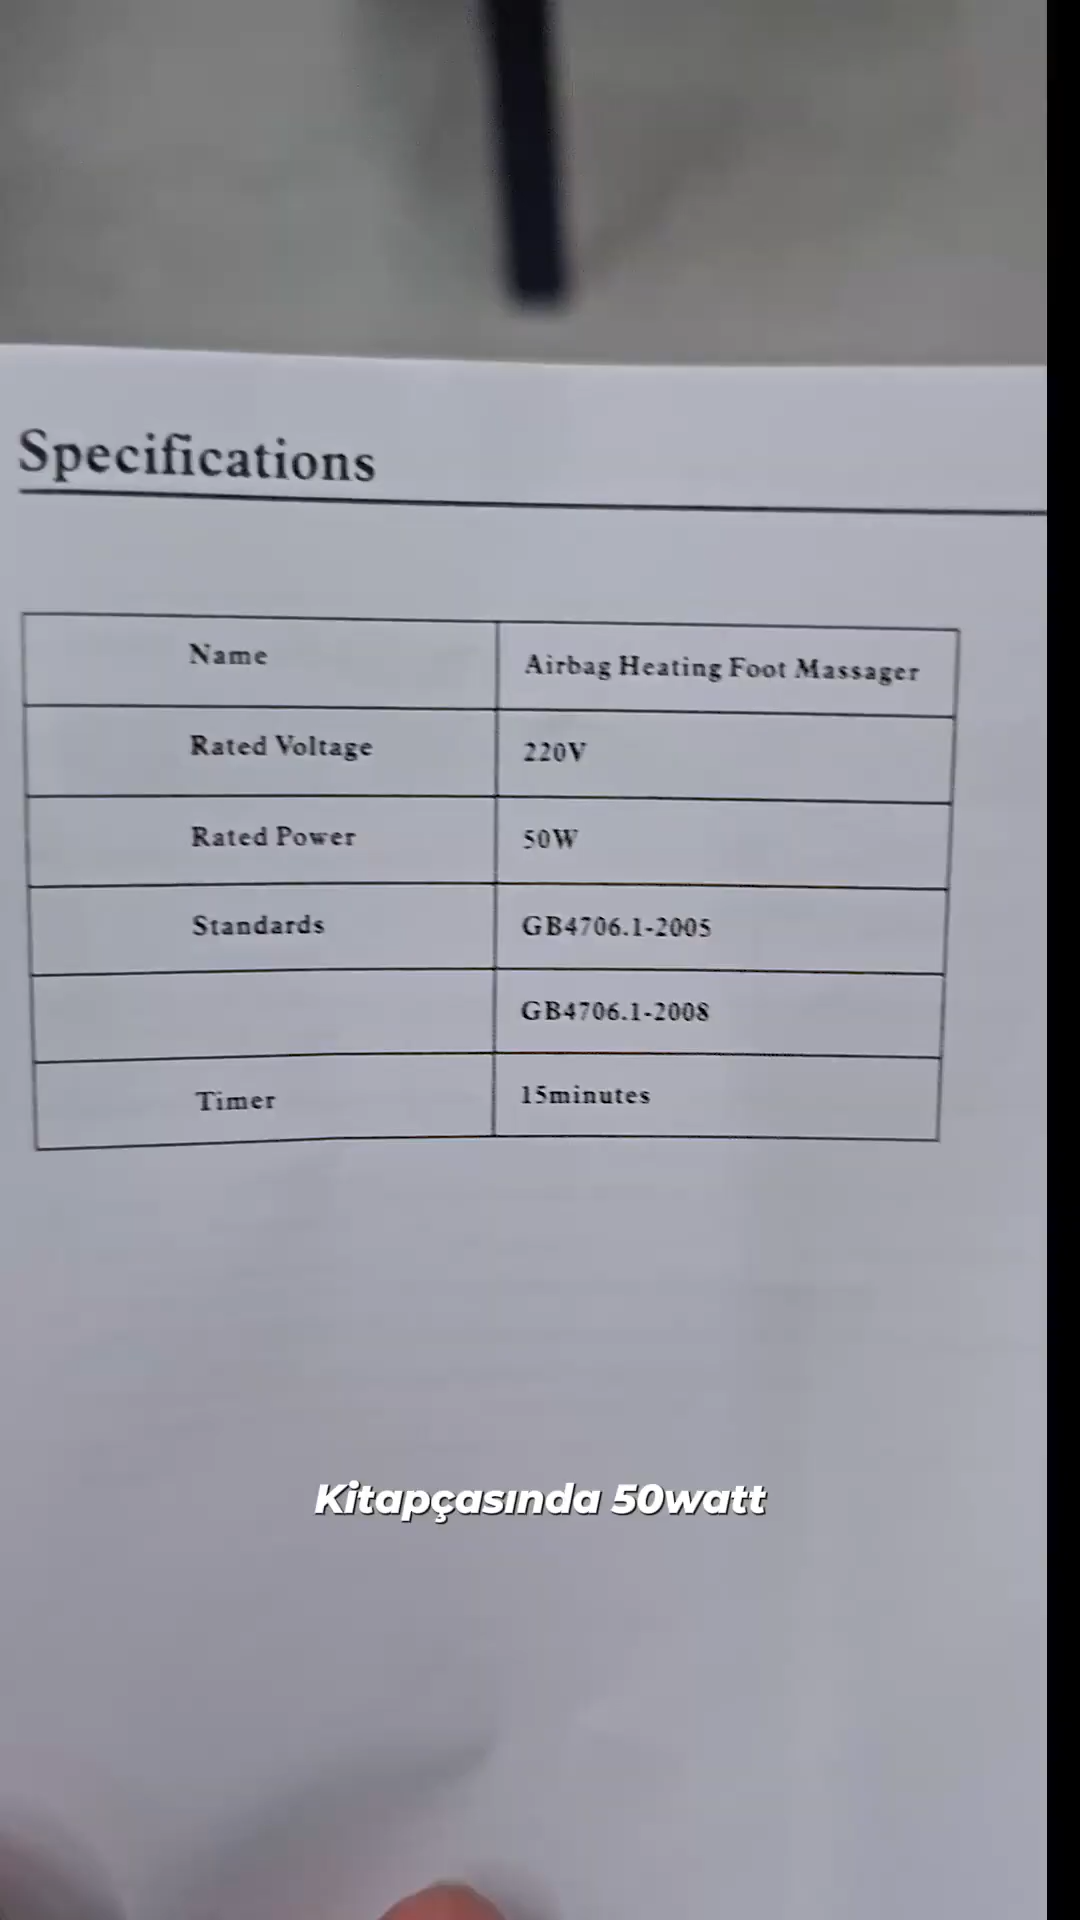 Specifications
Name Airbag Heating Foot Massager
Rated Voltage 220V
Rated Power 50W
Standards GB4706.1-2005
GB4706.1-2008
Timer 15minutes
Kitapçasında 50watt